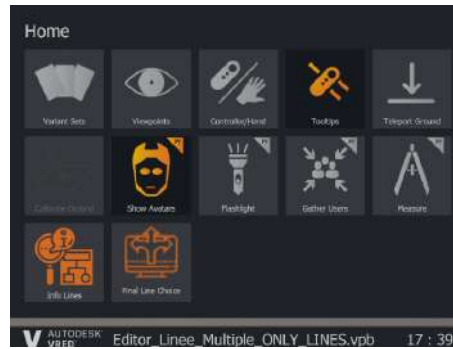 Home
Variant Sets
Viewpoints
Controller/Hand
Tooltips
Teleport Ground
Show Avatars
Flashlight
Gather Users
Measure
Info Lines
Final Line Choice
V AUTODESK VRED Editor_Linee_Multiple_ONLY_LINES.vpb 17 : 39